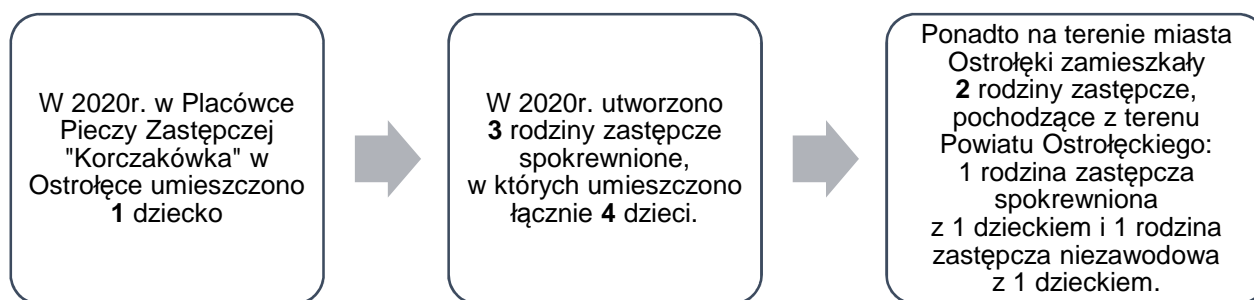 W 2020r. w Placówce
Pieczy Zastępczej
"Korczakówka" w
Ostrołęce umieszczono
1 dziecko
W 2020r. utworzono
3 rodziny zastępcze
spokrewnione,
w których umieszczono
łącznie 4 dzieci.
Ponadto na terenie miasta
Ostrołęki zamieszkały
2 rodziny zastępcze,
pochodzące z terenu
Powiatu Ostrołęckiego:
1 rodzina zastępcza
spokrewniona
z 1 dzieckiem i 1 rodzina
zastępcza niezawodowa
z 1 dzieckiem.